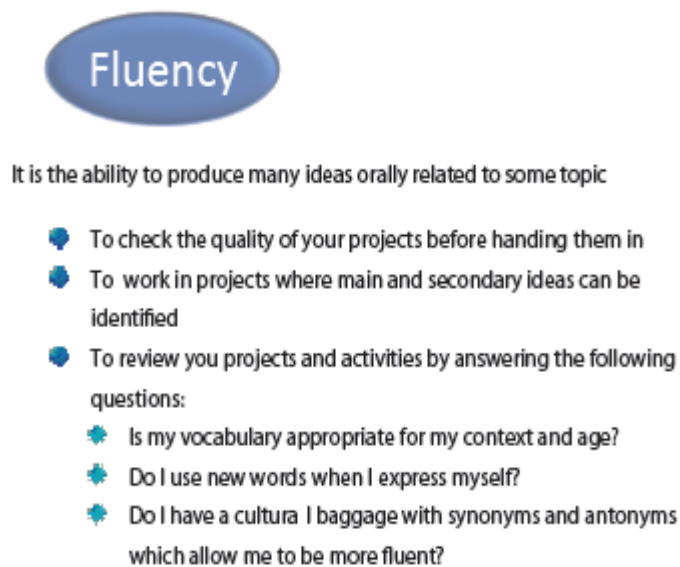 Fluency
It is the ability to produce many ideas orally related to some topic
To check the quality of your projects before handing them in
To work in projects where main and secondary ideas can be
identified
To review you projects and activities by answering the following
questions:
Is my vocabulary appropriate for my context and age?
Do I use new words when I express myself?
Do I have a cultura l baggage with synonyms and antonyms
which allow me to be more fluent?